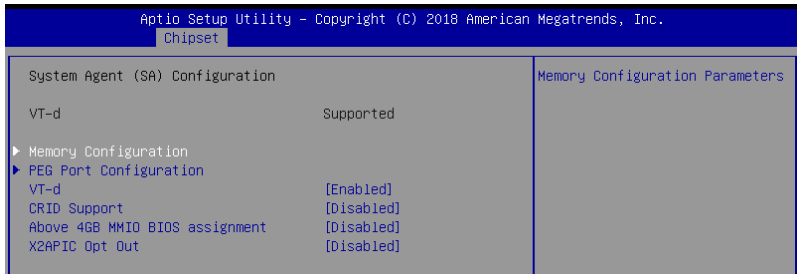 Aptio Setup Utility – Copyright (C) 2018 American Megatrends, Inc.
Chipset
System Agent (SA) Configuration
Memory Configuration Parameters
VT-d Supported
Memory Configuration
PEG Port Configuration
VT-d [Enabled]
CRID Support [Disabled]
Above 4GB MMIO BIOS assignment [Disabled]
X2APIC Opt Out [Disabled]